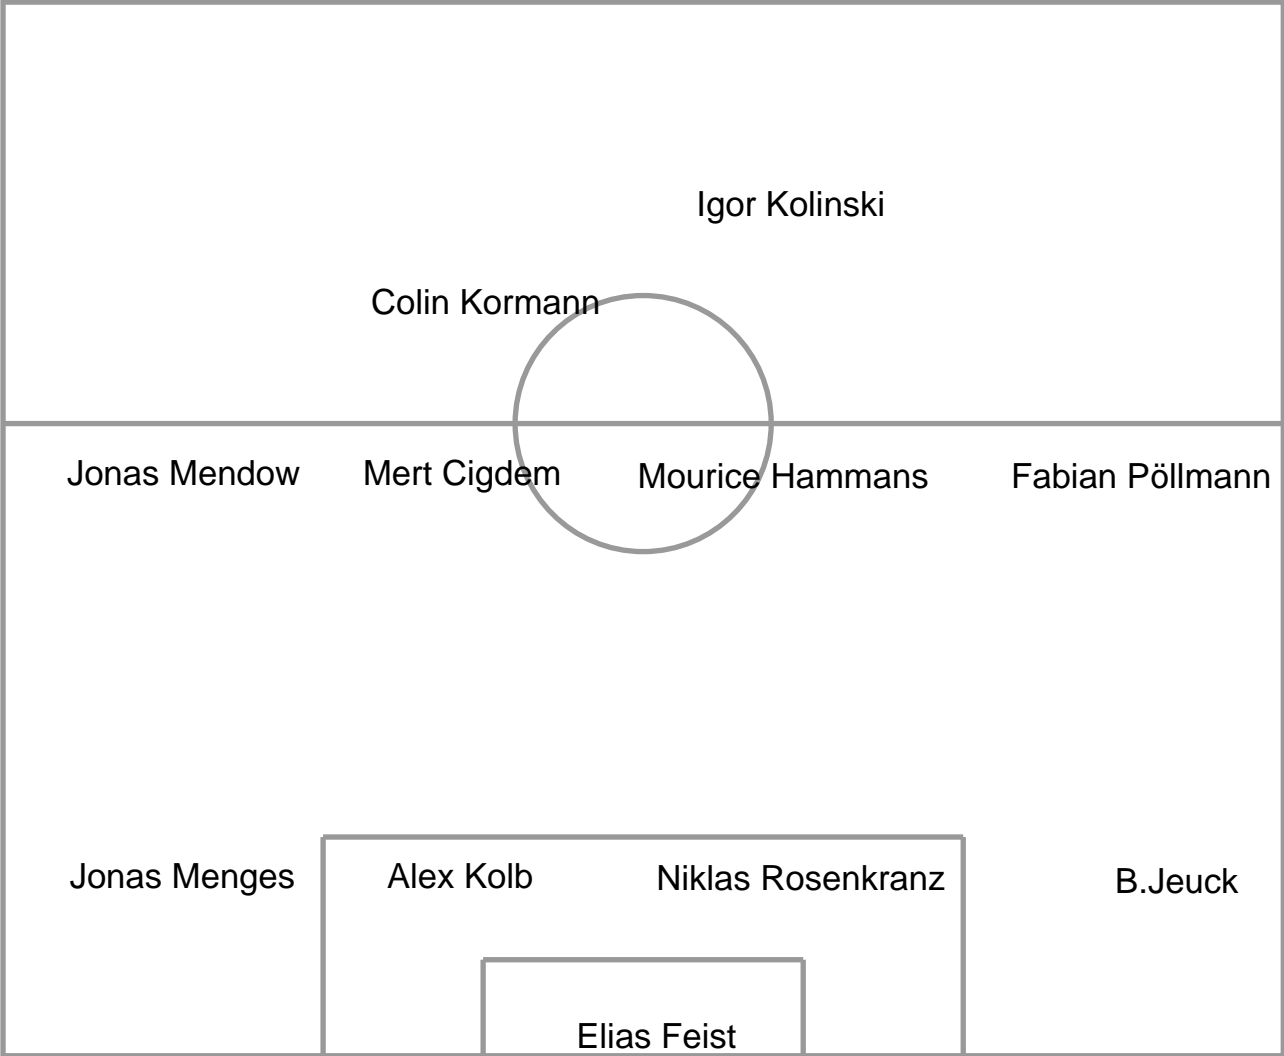 Igor Kolinski
Colin Kormann
Jonas Mendow Mert Cigdem Mourice Hammans Fabian Pöllmann
Jonas Menges Alex Kolb Niklas Rosenkranz B.Jeuck
Elias Feist